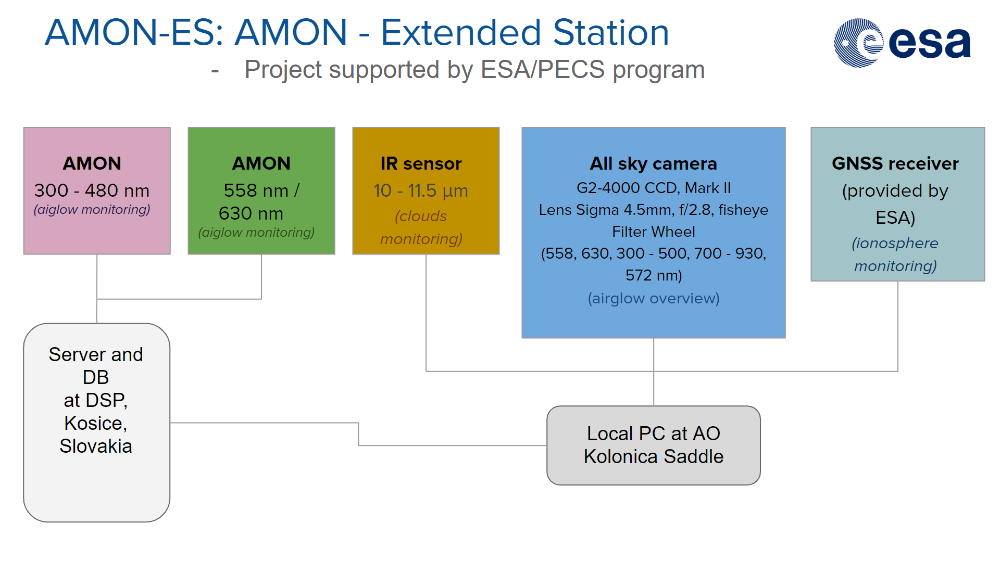 AMON-ES: AMON - Extended Station
- Project supported by ESA/PECS program
esa
AMON
300 - 480 nm
(aiglow monitoring)
AMON
558 nm /
630 nm
(aiglow monitoring)
IR sensor
10 - 11.5 µm
(clouds
monitoring)
All sky camera
G2-4000 CCD, Mark II
Lens Sigma 4.5mm, f/2.8, fisheye
Filter Wheel
(558, 630, 300 - 500, 700 - 930,
572 nm)
(airglow overview)
GNSS receiver
(provided by
ESA)
(ionosphere
monitoring)
Server and
DB
at DSP,
Kosice,
Slovakia
Local PC at AO
Kolonica Saddle